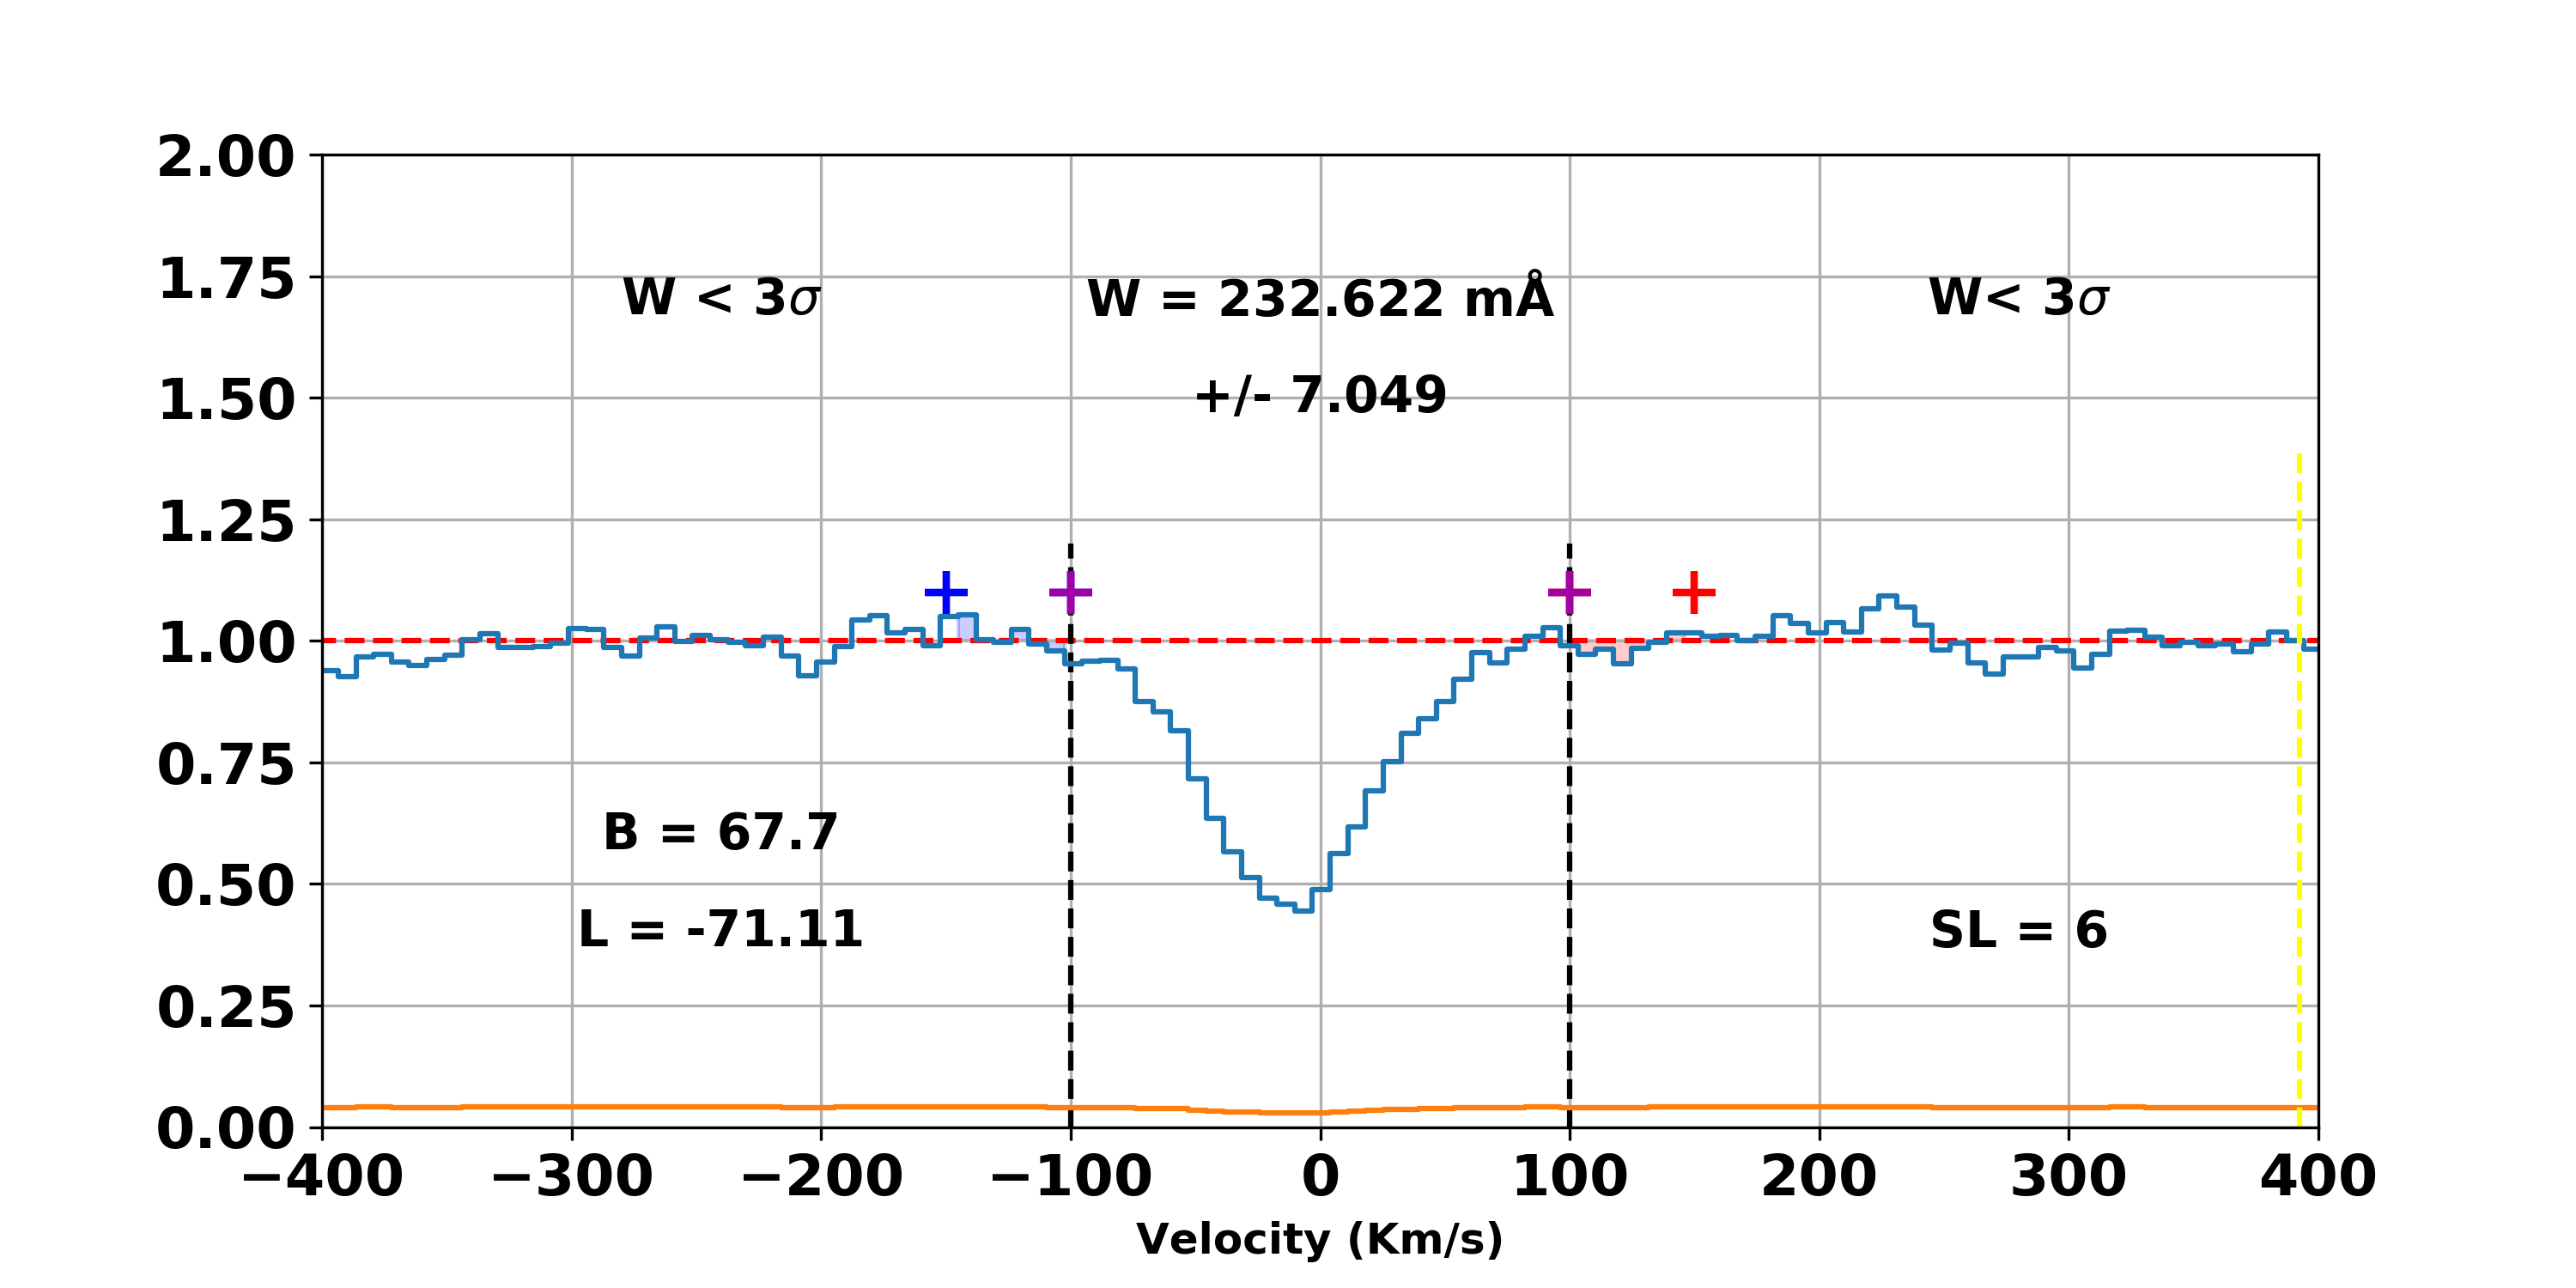 2.00
1.75
1.50
1.25
1.00
0.75
0.50
0.25
0.00
W < 3σ
W = 232.622 mÅ
+/- 7.049
W< 3σ
B = 67.7
L = -71.11
SL = 6
−400 −300 −200 −100 0 100 200 300 400
Velocity (Km/s)